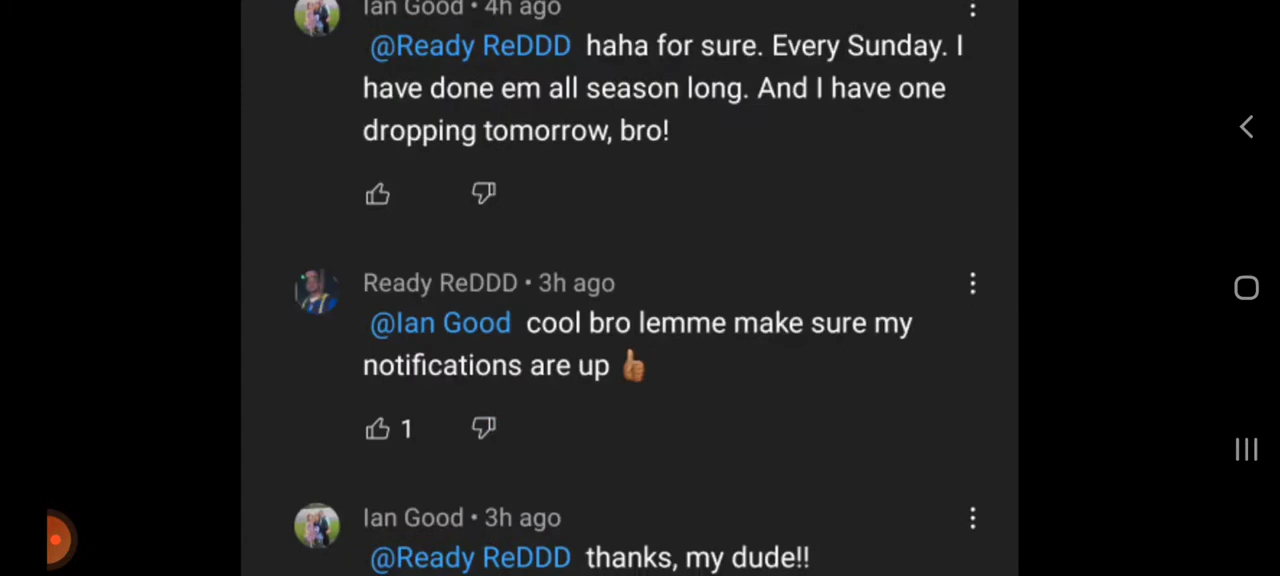 Ian Good • 4h ago
@Ready ReDDD haha for sure. Every Sunday. I
have done em all season long. And I have one
dropping tomorrow, bro!
Ready ReDDD • 3h ago
@Ian Good cool bro lemme make sure my
notifications are up 👍🏾
1
Ian Good • 3h ago
@Ready ReDDD thanks, my dude!!